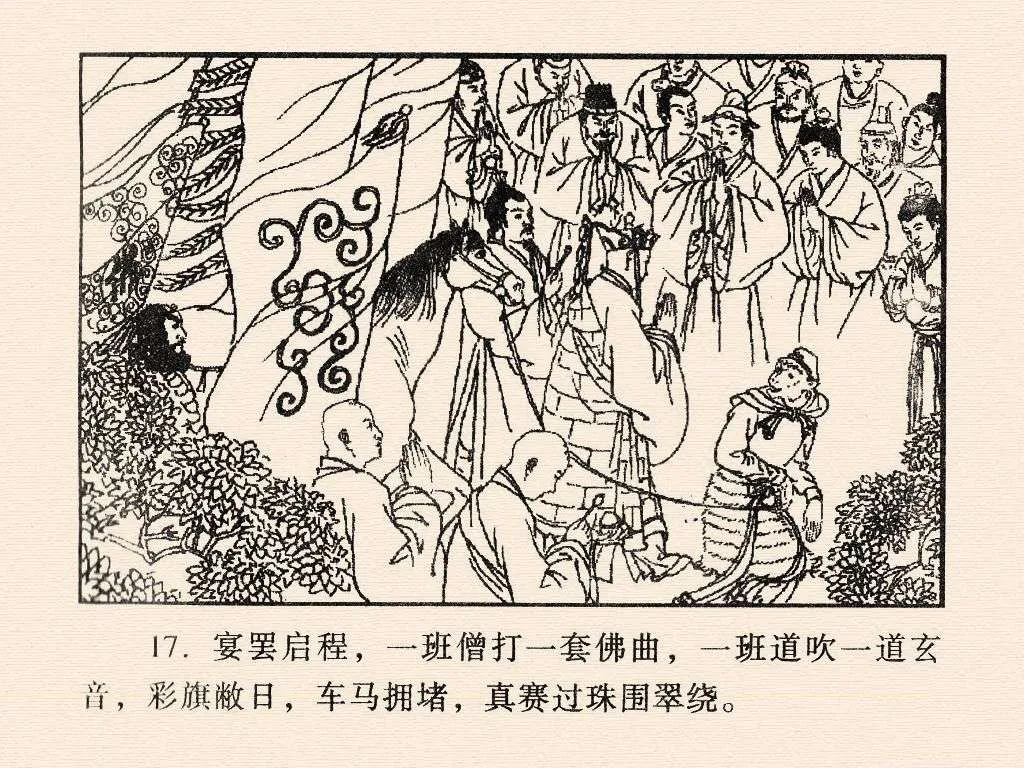 17. 宴罢启程，一班僧打一套佛曲，一班道吹一道玄
音，彩旗敝日，车马拥堵，真赛过珠围翠绕。